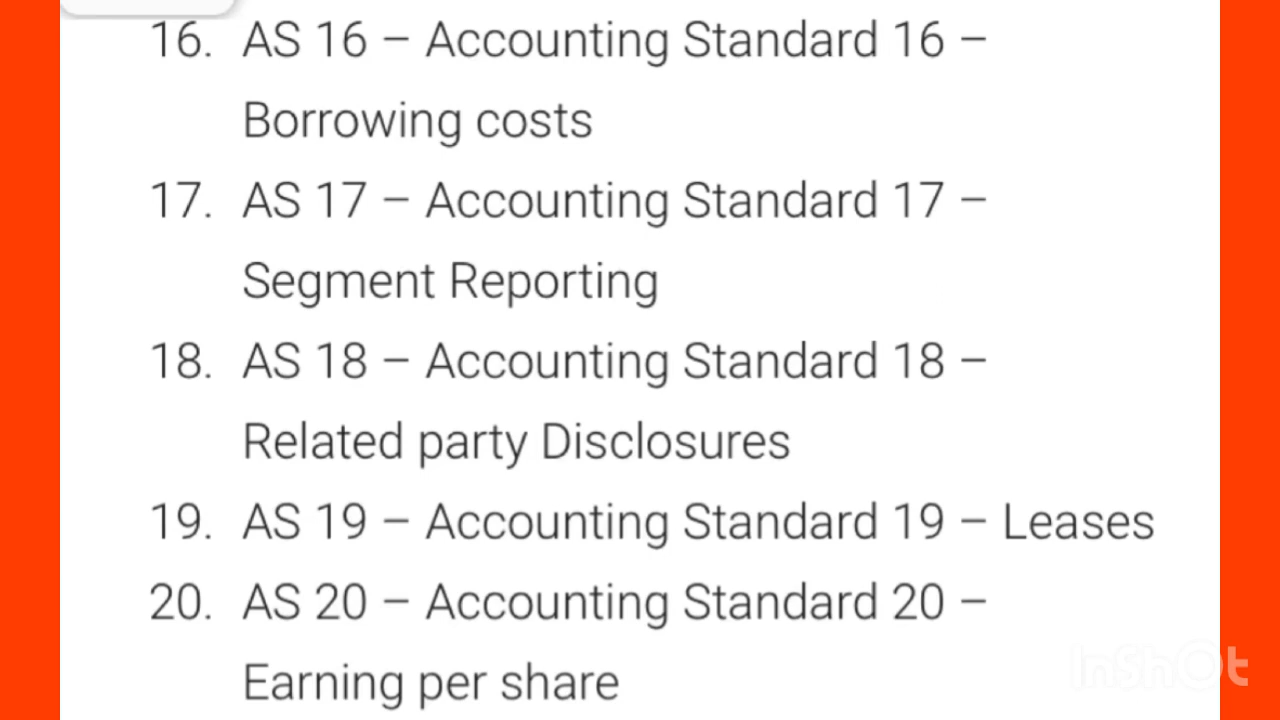 16. AS 16 – Accounting Standard 16 –
Borrowing costs
17. AS 17 – Accounting Standard 17 –
Segment Reporting
18. AS 18 – Accounting Standard 18 –
Related party Disclosures
19. AS 19 – Accounting Standard 19 – Leases
20. AS 20 – Accounting Standard 20 –
Earning per share
InShOt